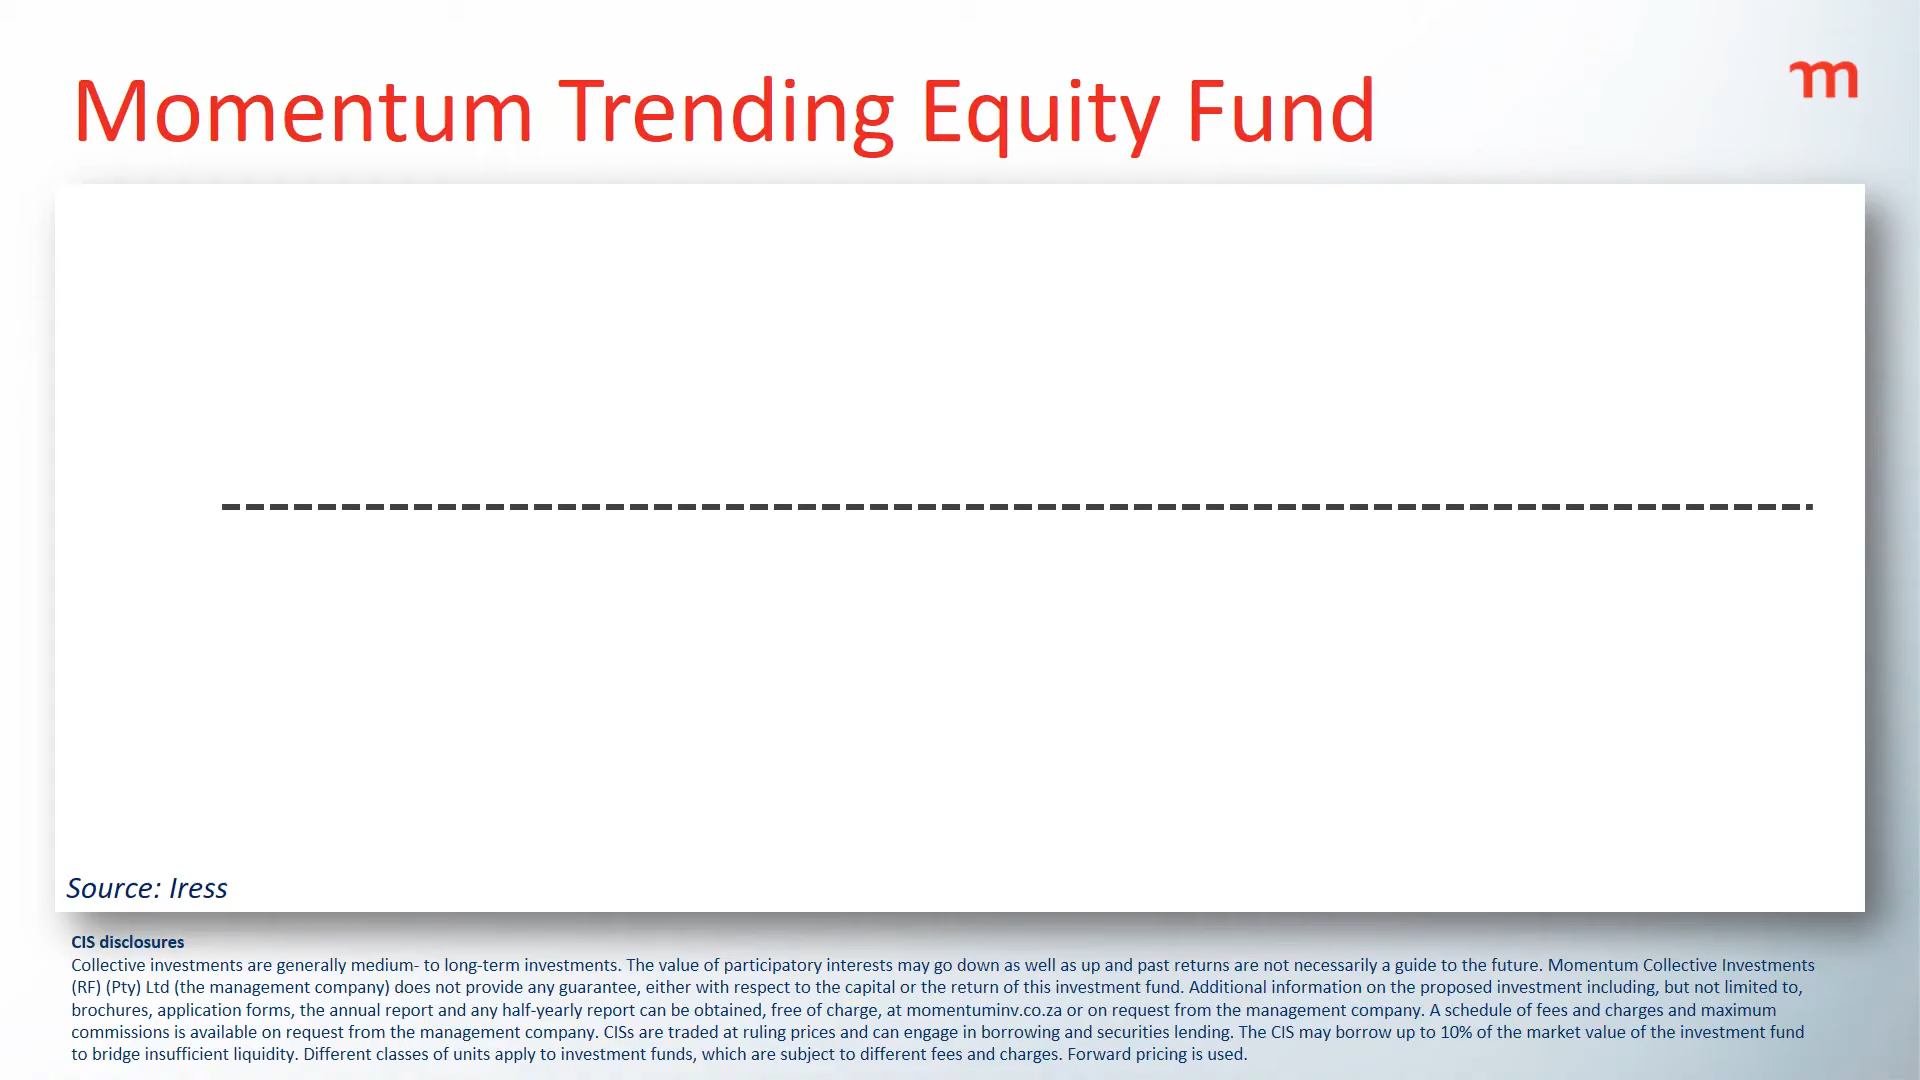 Momentum Trending Equity Fund
m
Source: Iress
CIS disclosures
Collective investments are generally medium- to long-term investments. The value of participatory interests may go down as well as up and past returns are not necessarily a guide to the future. Momentum Collective Investments
(RF) (Pty) Ltd (the management company) does not provide any guarantee, either with respect to the capital or the return of this investment fund. Additional information on the proposed investment including, but not limited to,
brochures, application forms, the annual report and any half-yearly report can be obtained, free of charge, at momentuminv.co.za or on request from the management company. A schedule of fees and charges and maximum
commissions is available on request from the management company. CISs are traded at ruling prices and can engage in borrowing and securities lending. The CIS may borrow up to 10% of the market value of the investment fund
to bridge insufficient liquidity. Different classes of units apply to investment funds, which are subject to different fees and charges. Forward pricing is used.